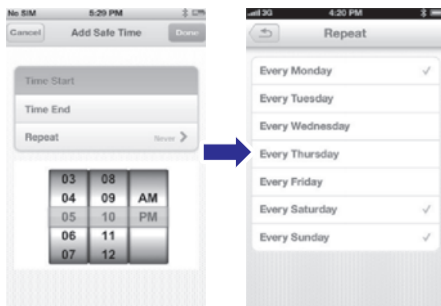 No SIM 5:29 PM
Cancel Add Safe Time Done
Time Start
Time End
Repeat Never
03 08
04 09 AM
05 10 PM
06 11
07 12
3G 4:20 PM
Repeat
Every Monday
Every Tuesday
Every Wednesday
Every Thursday
Every Friday
Every Saturday
Every Sunday